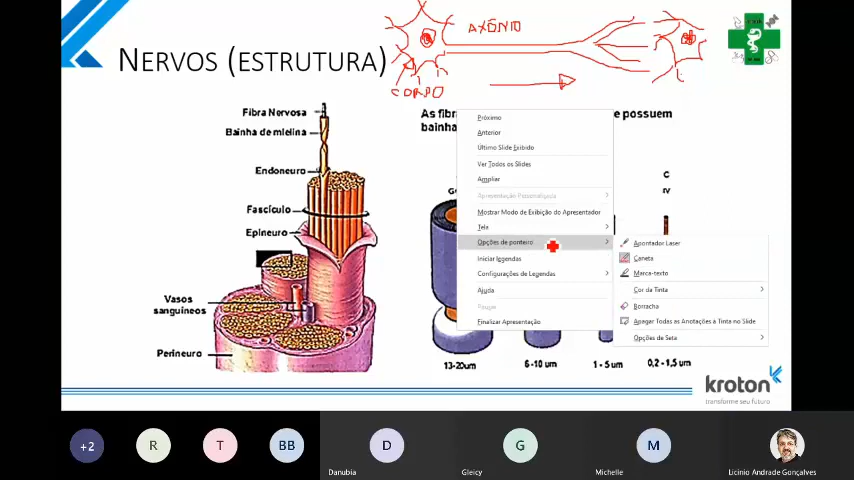 AXÔNIO
NERVOS (ESTRUTURA)
CORPO
Fibra Nervosa
Bainha de mielina
Endoneuro
Fascículo
Epineuro
Vasos
sanguíneos
Perineuro
As fibr
e possuem
bainha
Próximo
Anterior
Último Slide Exibido
Ver Todos os Slides
Ampliar
Mostrar Modo de Exibição do Apresentador
Tela
Opções de ponteiro
Iniciar legendas
Configurações de Legendas
Ajuda
Pausar
Finalizar Apresentação
Apontador Laser
Caneta
Marca-texto
Cor da Tinta
Borracha
Apagar Todas as Anotações à Tinta no Slide
Opções de Seta
C
IV
13-20um
6-10 um
1-5um
0,2-1,5 um
kroton
transforme seu futuro
+2
R
T
BB
D
G
M
Danubia
Gleicy
Michelle
Licinio Andrade Gonçalves